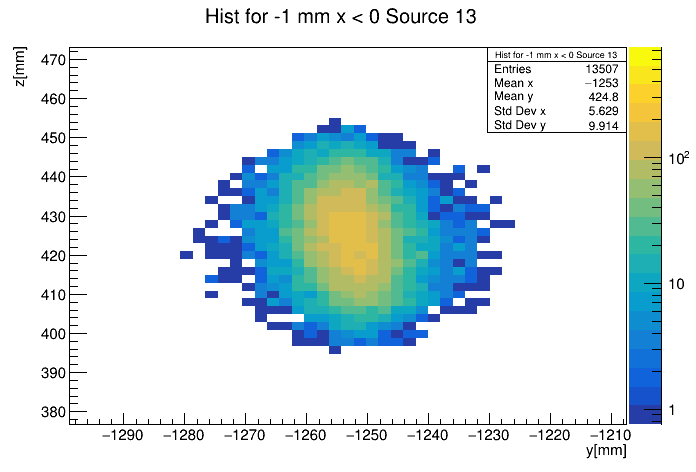 Hist for -1 mm x < 0 Source 13
z[mm]
Hist for -1 mm x < 0 Source 13
Entries 13507
Mean x −1253
Mean y 424.8
Std Dev x 5.629
Std Dev y 9.914
470
460
450
440
430
420
410
400
390
380
10²
10
1
−1290 −1280 −1270 −1260 −1250 −1240 −1230 −1220 −1210
y[mm]